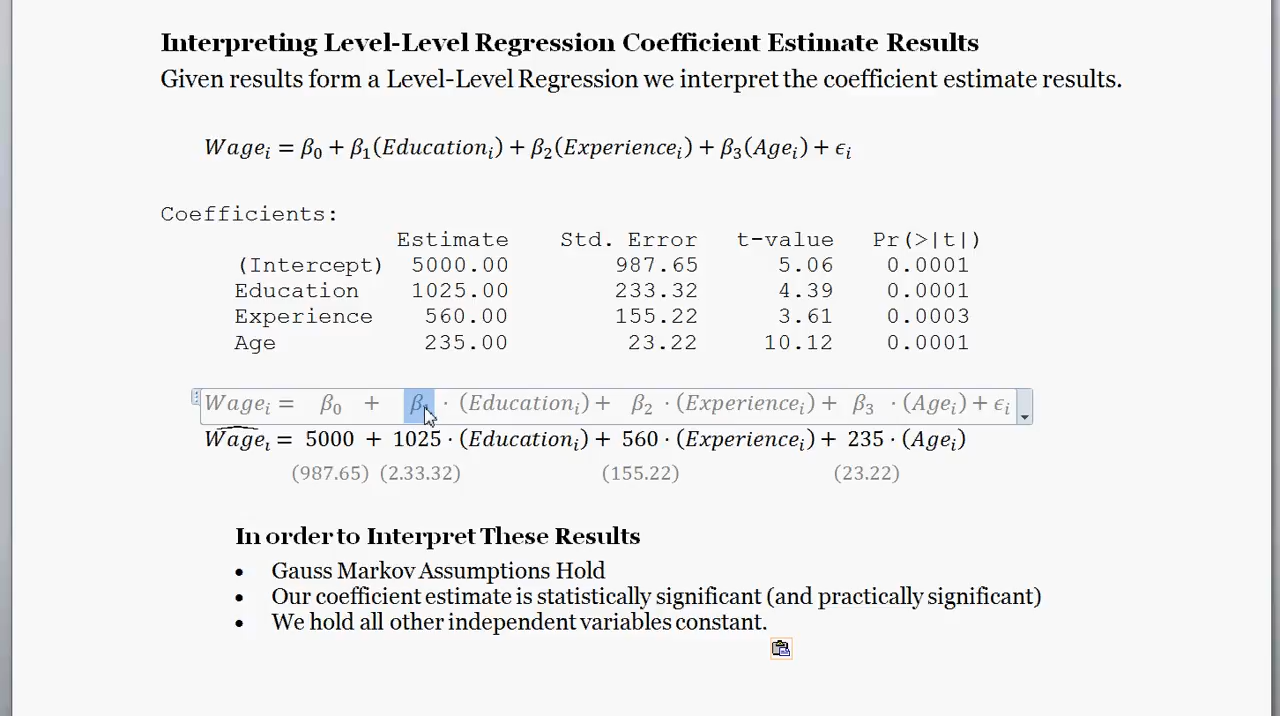 Interpreting Level-Level Regression Coefficient Estimate Results
Given results form a Level-Level Regression we interpret the coefficient estimate results.
Wageᵢ = β₀ + β₁(Educationᵢ) + β₂(Experienceᵢ) + β₃(Ageᵢ) + ϵᵢ
Coefficients:
Estimate Std. Error t-value Pr(>|t|)
(Intercept) 5000.00 987.65 5.06 0.0001
Education 1025.00 233.32 4.39 0.0001
Experience 560.00 155.22 3.61 0.0003
Age 235.00 23.22 10.12 0.0001
Wageᵢ = β₀ + β₁ · (Educationᵢ) + β₂ · (Experienceᵢ) + β₃ · (Ageᵢ) + ϵᵢ
Wageᵢ = 5000 + 1025 · (Educationᵢ) + 560 · (Experienceᵢ) + 235 · (Ageᵢ)
(987.65) (2.33.32) (155.22) (23.22)
In order to Interpret These Results
• Gauss Markov Assumptions Hold
• Our coefficient estimate is statistically significant (and practically significant)
• We hold all other independent variables constant.